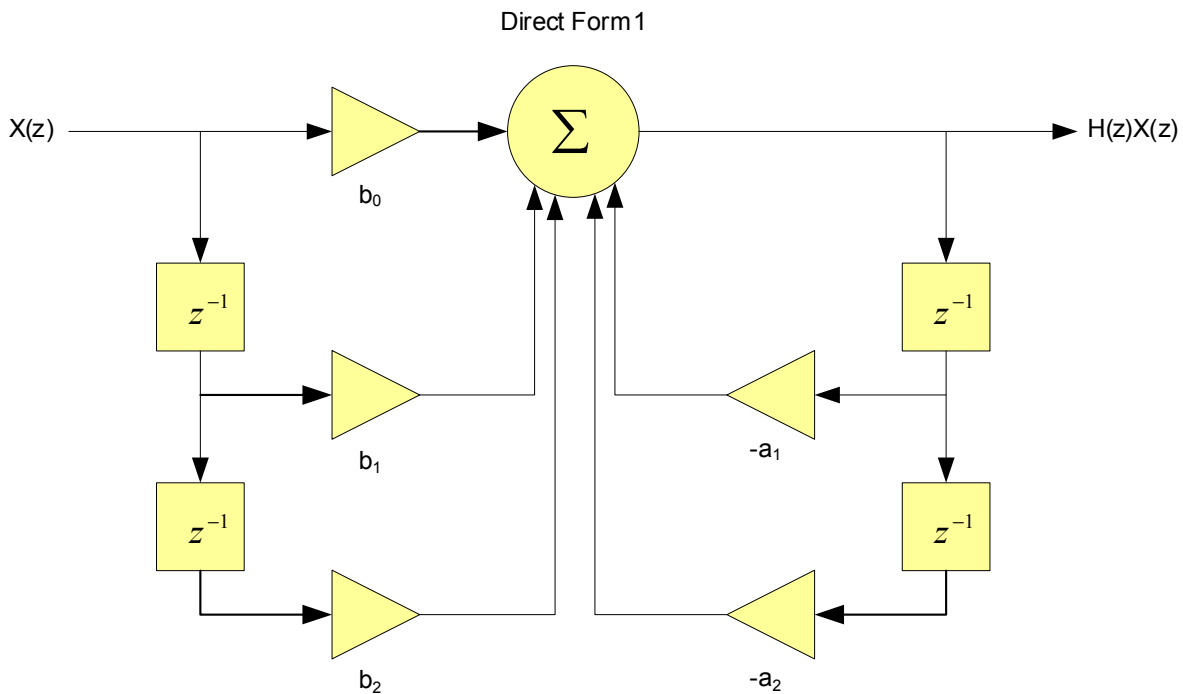 Direct Form 1
X(z)
Σ
H(z)X(z)
b₀
z⁻¹
z⁻¹
b₁
-a₁
z⁻¹
z⁻¹
b₂
-a₂